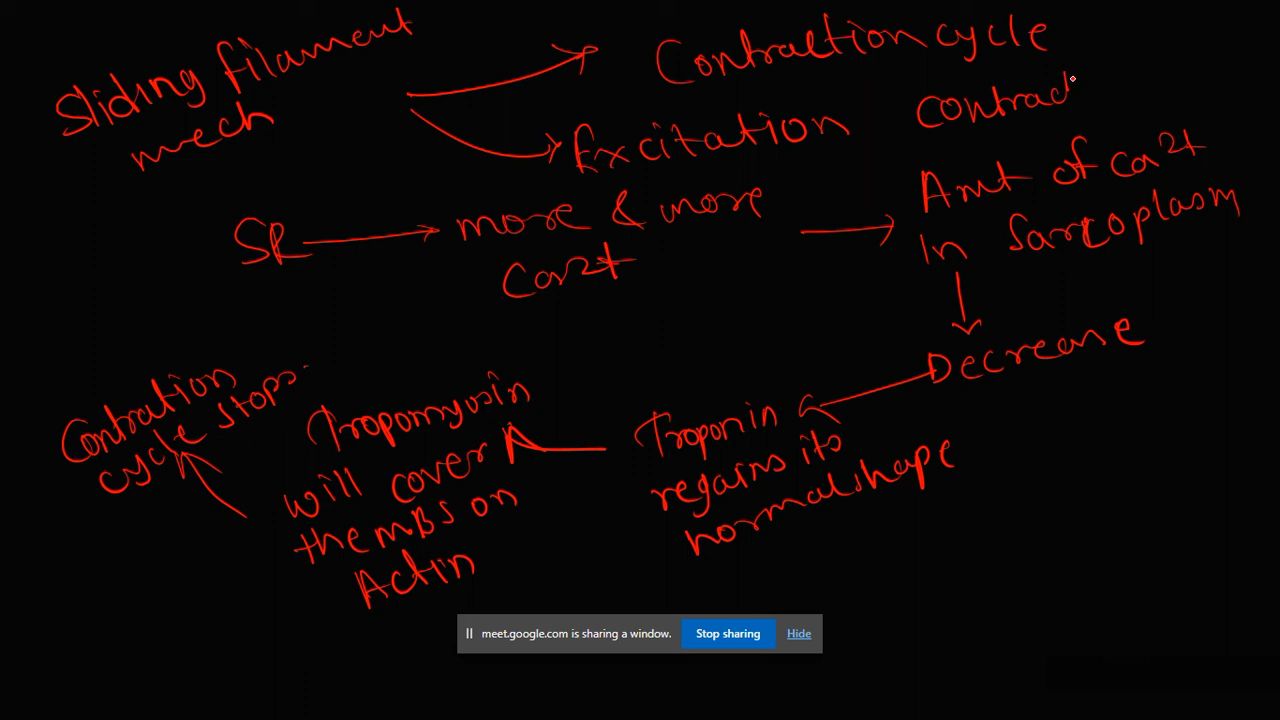 Sliding filament
mech
Contraction cycle
Excitation
contrad
SR
more & more
Ca2+
Amt of Ca2+
In Sarcoplasm
Decrease
Troponin
regains its
normal shape
Tropomyosin
will cover
the MBS on
Actin
Contration
cycle stops.
meet.google.com is sharing a window.
Stop sharing
Hide